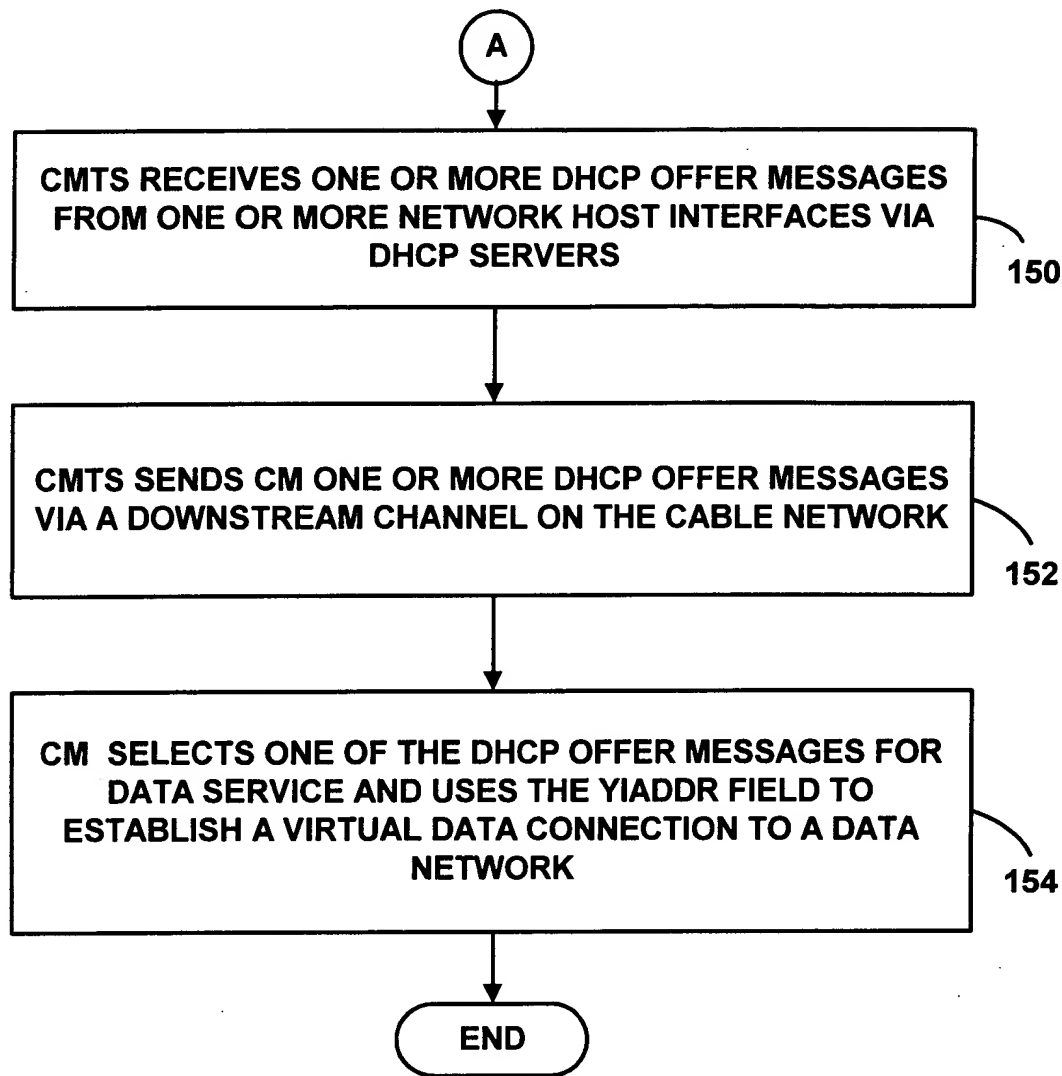 A
CMTS RECEIVES ONE OR MORE DHCP OFFER MESSAGES
FROM ONE OR MORE NETWORK HOST INTERFACES VIA
DHCP SERVERS
150
CMTS SENDS CM ONE OR MORE DHCP OFFER MESSAGES
VIA A DOWNSTREAM CHANNEL ON THE CABLE NETWORK
152
CM SELECTS ONE OF THE DHCP OFFER MESSAGES FOR
DATA SERVICE AND USES THE YIADDR FIELD TO
ESTABLISH A VIRTUAL DATA CONNECTION TO A DATA
NETWORK
154
END